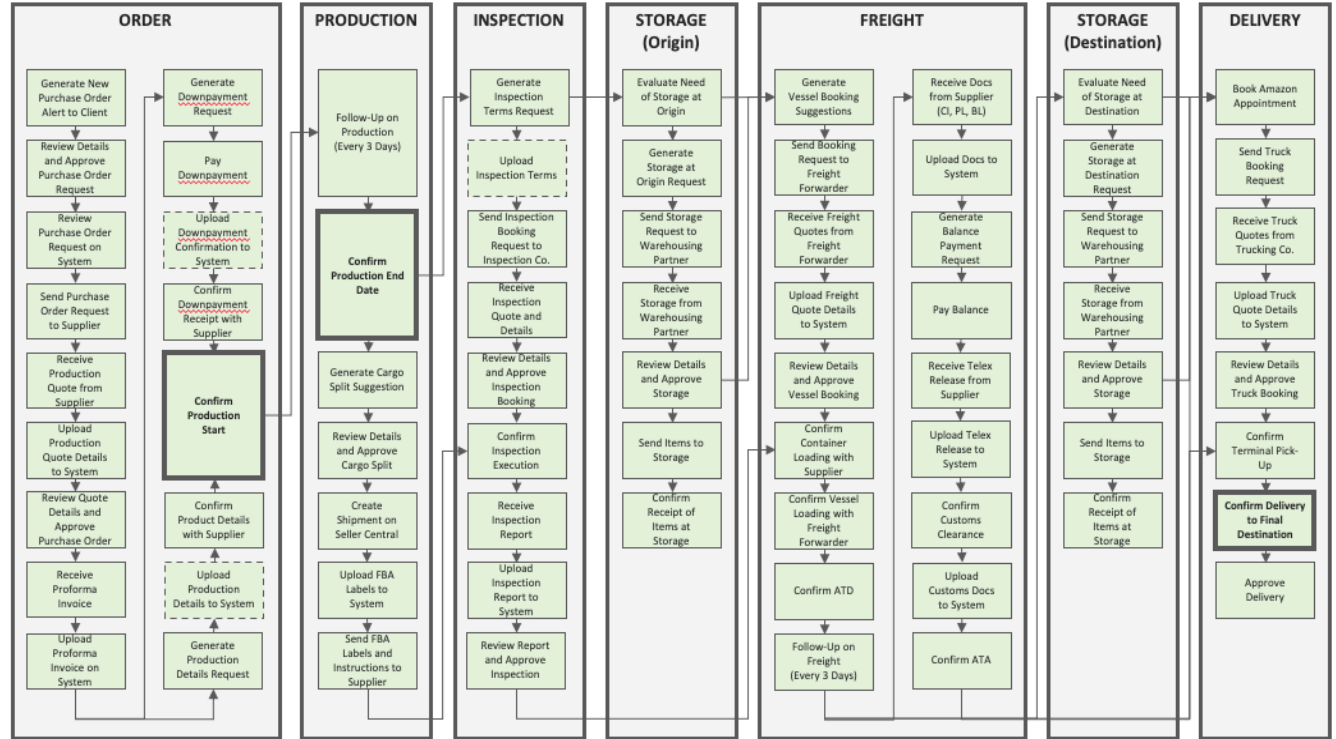 ORDER
Generate New
Purchase Order
Alert to Client
Review Details
and Approve
Purchase Order
Request
Review
Purchase Order
Request on
System
Send Purchase
Order Request
to Supplier
Receive
Production
Quote from
Supplier
Upload
Production
Quote Details
to System
Review Quote
Details and
Approve
Purchase Order
Receive
Proforma
Invoice
Upload
Proforma
Invoice on
System
Generate
Downpayment
Request
Pay
Downpayment
Upload
Downpayment
Confirmation to
System
Confirm
Downpayment
Receipt with
Supplier
Confirm
Production
Start
Confirm
Product Details
with Supplier
Upload
Production
Details to System
Generate
Production
Details Request
PRODUCTION
Follow-Up on
Production
(Every 3 Days)
Confirm
Production End
Date
Generate Cargo
Split Suggestion
Review Details
and Approve
Cargo Split
Create
Shipment on
Seller Central
Upload FBA
Labels to
System
Send FBA
Labels and
Instructions to
Supplier
INSPECTION
Generate
Inspection
Terms Request
Upload
Inspection Terms
Send Inspection
Booking
Request to
Inspection Co.
Receive
Inspection
Quote and
Details
Review Details
and Approve
Inspection
Booking
Confirm
Inspection
Execution
Receive
Inspection
Report
Upload
Inspection
Report to
System
Review Report
and Approve
Inspection
STORAGE
(Origin)
Evaluate Need
of Storage at
Origin
Generate
Storage at
Origin Request
Send Storage
Request to
Warehousing
Partner
Receive
Storage from
Warehousing
Partner
Review Details
and Approve
Storage
Send Items to
Storage
Confirm
Receipt of
Items at
Storage
FREIGHT
Generate
Vessel Booking
Suggestions
Send Booking
Request to
Freight
Forwarder
Receive Freight
Quotes from
Freight
Forwarder
Upload Freight
Quote Details
to System
Review Details
and Approve
Vessel Booking
Confirm
Container
Loading with
Supplier
Confirm Vessel
Loading with
Freight
Forwarder
Confirm ATD
Follow-Up on
Freight
(Every 3 Days)
Receive Docs
from Supplier
(CI, PL, BL)
Upload Docs to
System
Generate
Balance
Payment
Request
Pay Balance
Receive Telex
Release from
Supplier
Upload Telex
Release to
System
Confirm
Customs
Clearance
Upload
Customs Docs
to System
Confirm ATA
STORAGE
(Destination)
Evaluate Need
of Storage at
Destination
Generate
Storage at
Destination
Request
Send Storage
Request to
Warehousing
Partner
Receive
Storage from
Warehousing
Partner
Review Details
and Approve
Storage
Send Items to
Storage
Confirm
Receipt of
Items at
Storage
DELIVERY
Book Amazon
Appointment
Send Truck
Booking
Request
Receive Truck
Quotes from
Trucking Co.
Upload Truck
Quote Details
to System
Review Details
and Approve
Truck Booking
Confirm
Terminal Pick-
Up
Confirm Delivery
to Final
Destination
Approve
Delivery